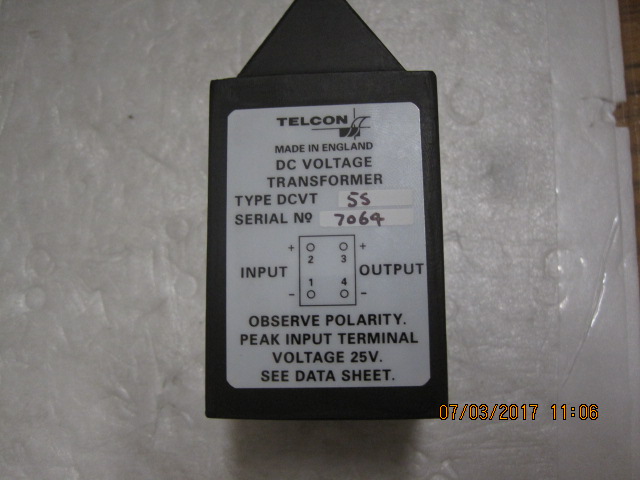 TELCON
MADE IN ENGLAND
DC VOLTAGE
TRANSFORMER
TYPE DCVT 5S
SERIAL Nº 7064
+ 2 3 +
INPUT OUTPUT
- 1 4 -
OBSERVE POLARITY.
PEAK INPUT TERMINAL
VOLTAGE 25V.
SEE DATA SHEET.
07/03/2017 11:06